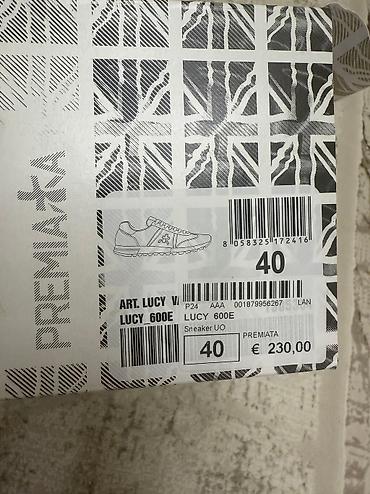 PREMIATA
8 058325 172416
40
ART. LUCY
LUCY_600E
P24 AAA 001879956267 LAN
LUCY 600E
Sneaker UO
40
PREMIATA
€ 230,00